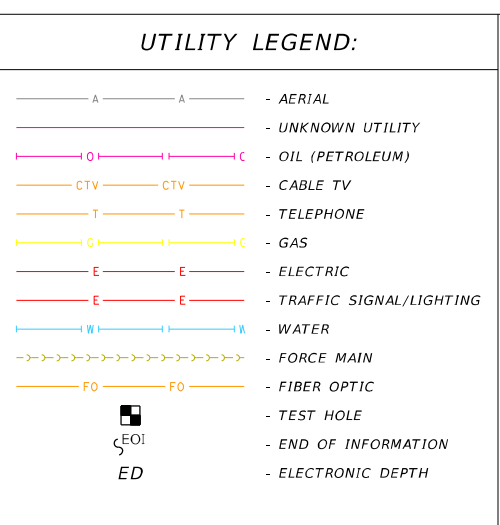 UTILITY LEGEND:
A A - AERIAL
- UNKNOWN UTILITY
O - OIL (PETROLEUM)
CTV CTV - CABLE TV
T T - TELEPHONE
G - GAS
E E - ELECTRIC
E E - TRAFFIC SIGNAL/LIGHTING
W W - WATER
- FORCE MAIN
FO FO - FIBER OPTIC
- TEST HOLE
EOI - END OF INFORMATION
ED - ELECTRONIC DEPTH